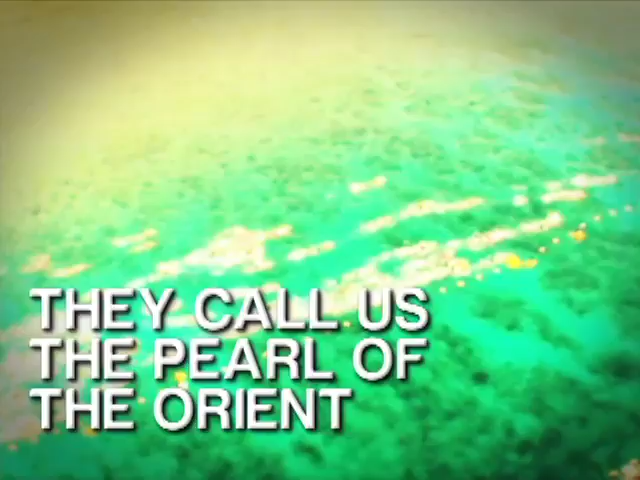 THEY CALL US
THE PEARL OF
THE ORIENT